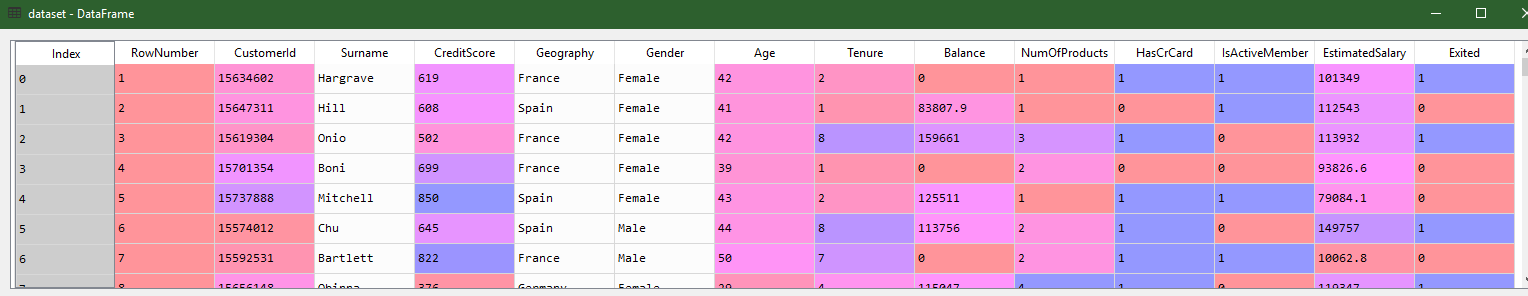 dataset - DataFrame
Index RowNumber CustomerId Surname CreditScore Geography Gender Age Tenure Balance NumOfProducts HasCrCard IsActiveMember EstimatedSalary Exited
0 1 15634602 Hargrave 619 France Female 42 2 0 1 1 1 101349 1
1 2 15647311 Hill 608 Spain Female 41 1 83807.9 1 0 1 112543 0
2 3 15619304 Onio 502 France Female 42 8 159661 3 1 0 113932 1
3 4 15701354 Boni 699 France Female 39 1 0 2 0 0 93826.6 0
4 5 15737888 Mitchell 850 Spain Female 43 2 125511 1 1 1 79084.1 0
5 6 15574012 Chu 645 Spain Male 44 8 113756 2 1 0 149757 1
6 7 15592531 Bartlett 822 France Male 50 7 0 2 1 1 10062.8 0
7 8 15656148 Obinna 376 Germany Female 29 4 115047 4 1 0 119347 1